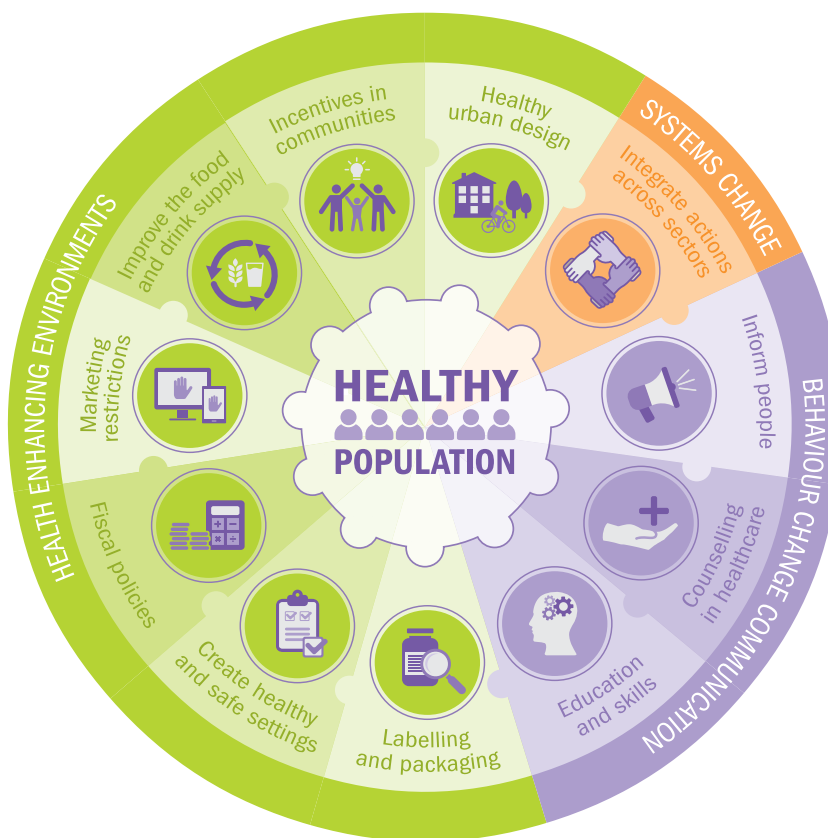 HEALTHY
POPULATION
SYSTEMS CHANGE
Integrate actions
across sectors
BEHAVIOUR CHANGE COMMUNICATION
Inform people
Counselling
in healthcare
Education
and skills
HEALTH ENHANCING ENVIRONMENTS
Labelling
and packaging
Create healthy
and safe settings
Fiscal policies
Marketing
restrictions
Improve the food
and drink supply
Incentives in
communities
Healthy
urban design